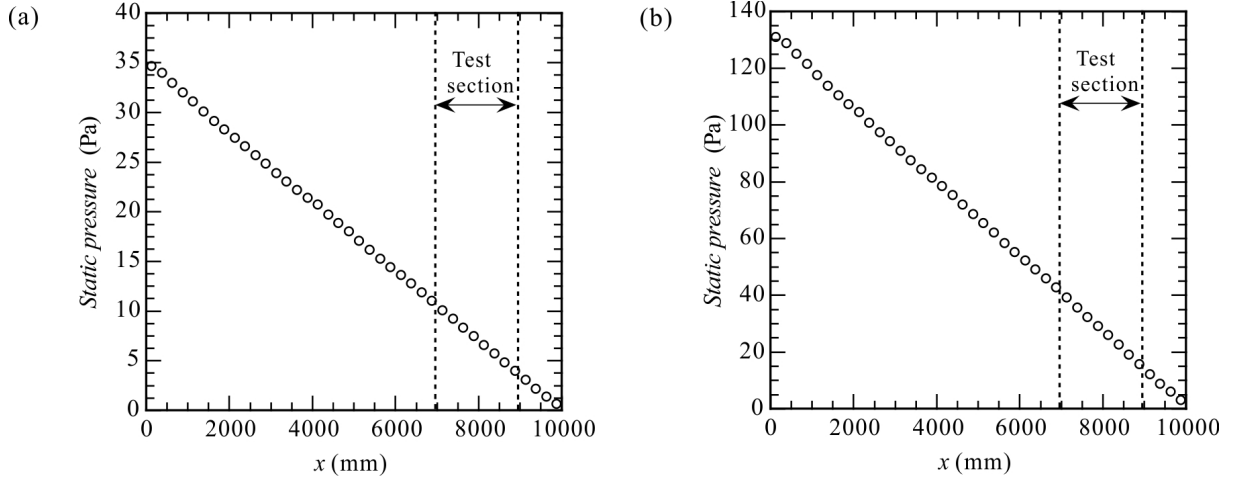 (a)
40
35
30
25
20
15
10
5
0
Static pressure (Pa)
Test
section
0 2000 4000 6000 8000 10000
x (mm)
(b)
140
120
100
80
60
40
20
0
Static pressure (Pa)
Test
section
0 2000 4000 6000 8000 10000
x (mm)